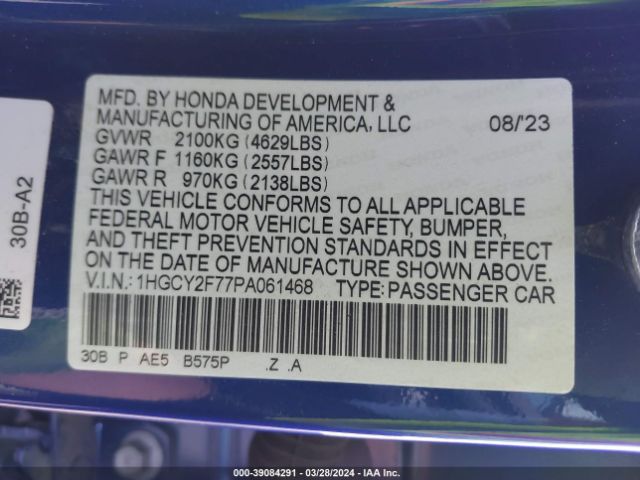 MFD. BY HONDA DEVELOPMENT &
MANUFACTURING OF AMERICA, LLC 08/'23
GVWR 2100KG (4629LBS)
GAWR F 1160KG (2557LBS)
GAWR R 970KG (2138LBS)
THIS VEHICLE CONFORMS TO ALL APPLICABLE
FEDERAL MOTOR VEHICLE SAFETY, BUMPER,
AND THEFT PREVENTION STANDARDS IN EFFECT
ON THE DATE OF MANUFACTURE SHOWN ABOVE.
V.I.N.: 1HGCY2F77PA061468 TYPE: PASSENGER CAR
30B P AE5 B575P .Z .A
30B-A2
000-39084291 | 03/28/2024 | IAA Inc.